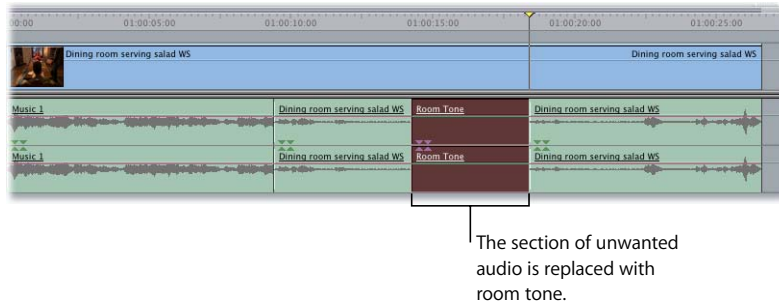 00:00 01:00:05:00 01:00:10:00 01:00:15:00 01:00:20:00 01:00:25:00
Dining room serving salad WS Dining room serving salad WS
Music 1 Dining room serving salad WS Room Tone Dining room serving salad WS
Music 1 Dining room serving salad WS Room Tone Dining room serving salad WS
The section of unwanted
audio is replaced with
room tone.